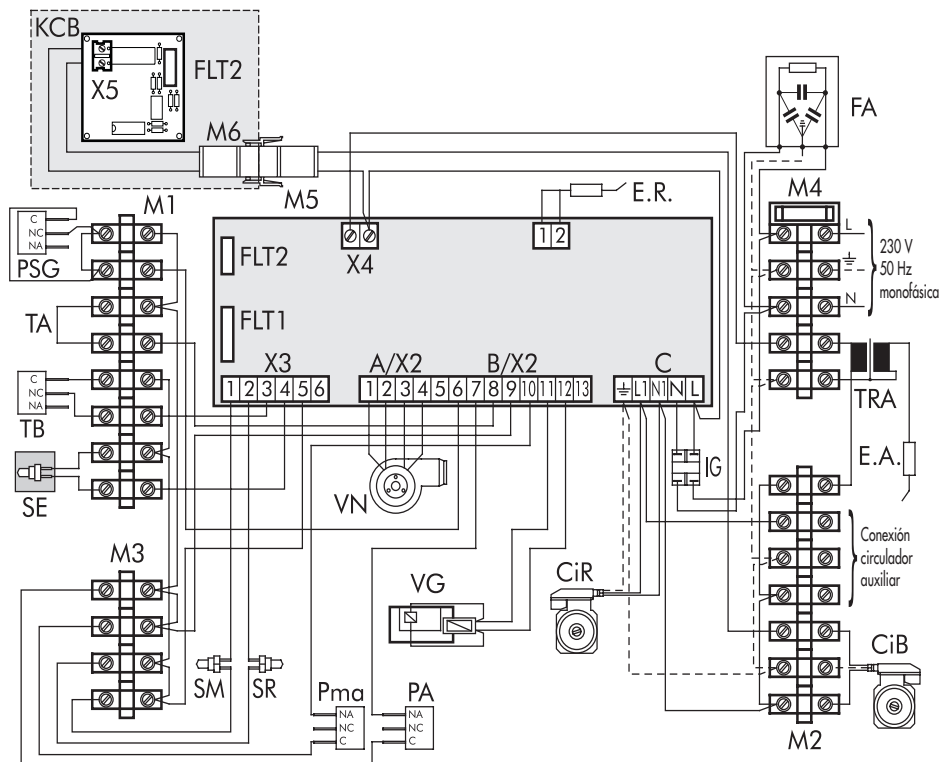 KCB
X5
FLT2
M6
M5
FA
M4
M1
C
NC
NA
PSG
TA
C
NC
NA
TB
SE
FLT2
FLT1
X4
1 2
E.R.
L
N
230 V
50 Hz
monofásica
X3
A/X2
B/X2
C
1 2 3 4 5 6
1 2 3 4 5 6 7 8 9 10 11 12 13
L1 N1 N L
TRA
E.A.
IG
VN
M3
VG
CiR
Conexión
circulador
auxiliar
CiB
SM
SR
Pma
PA
NA
NC
C
NA
NC
C
M2